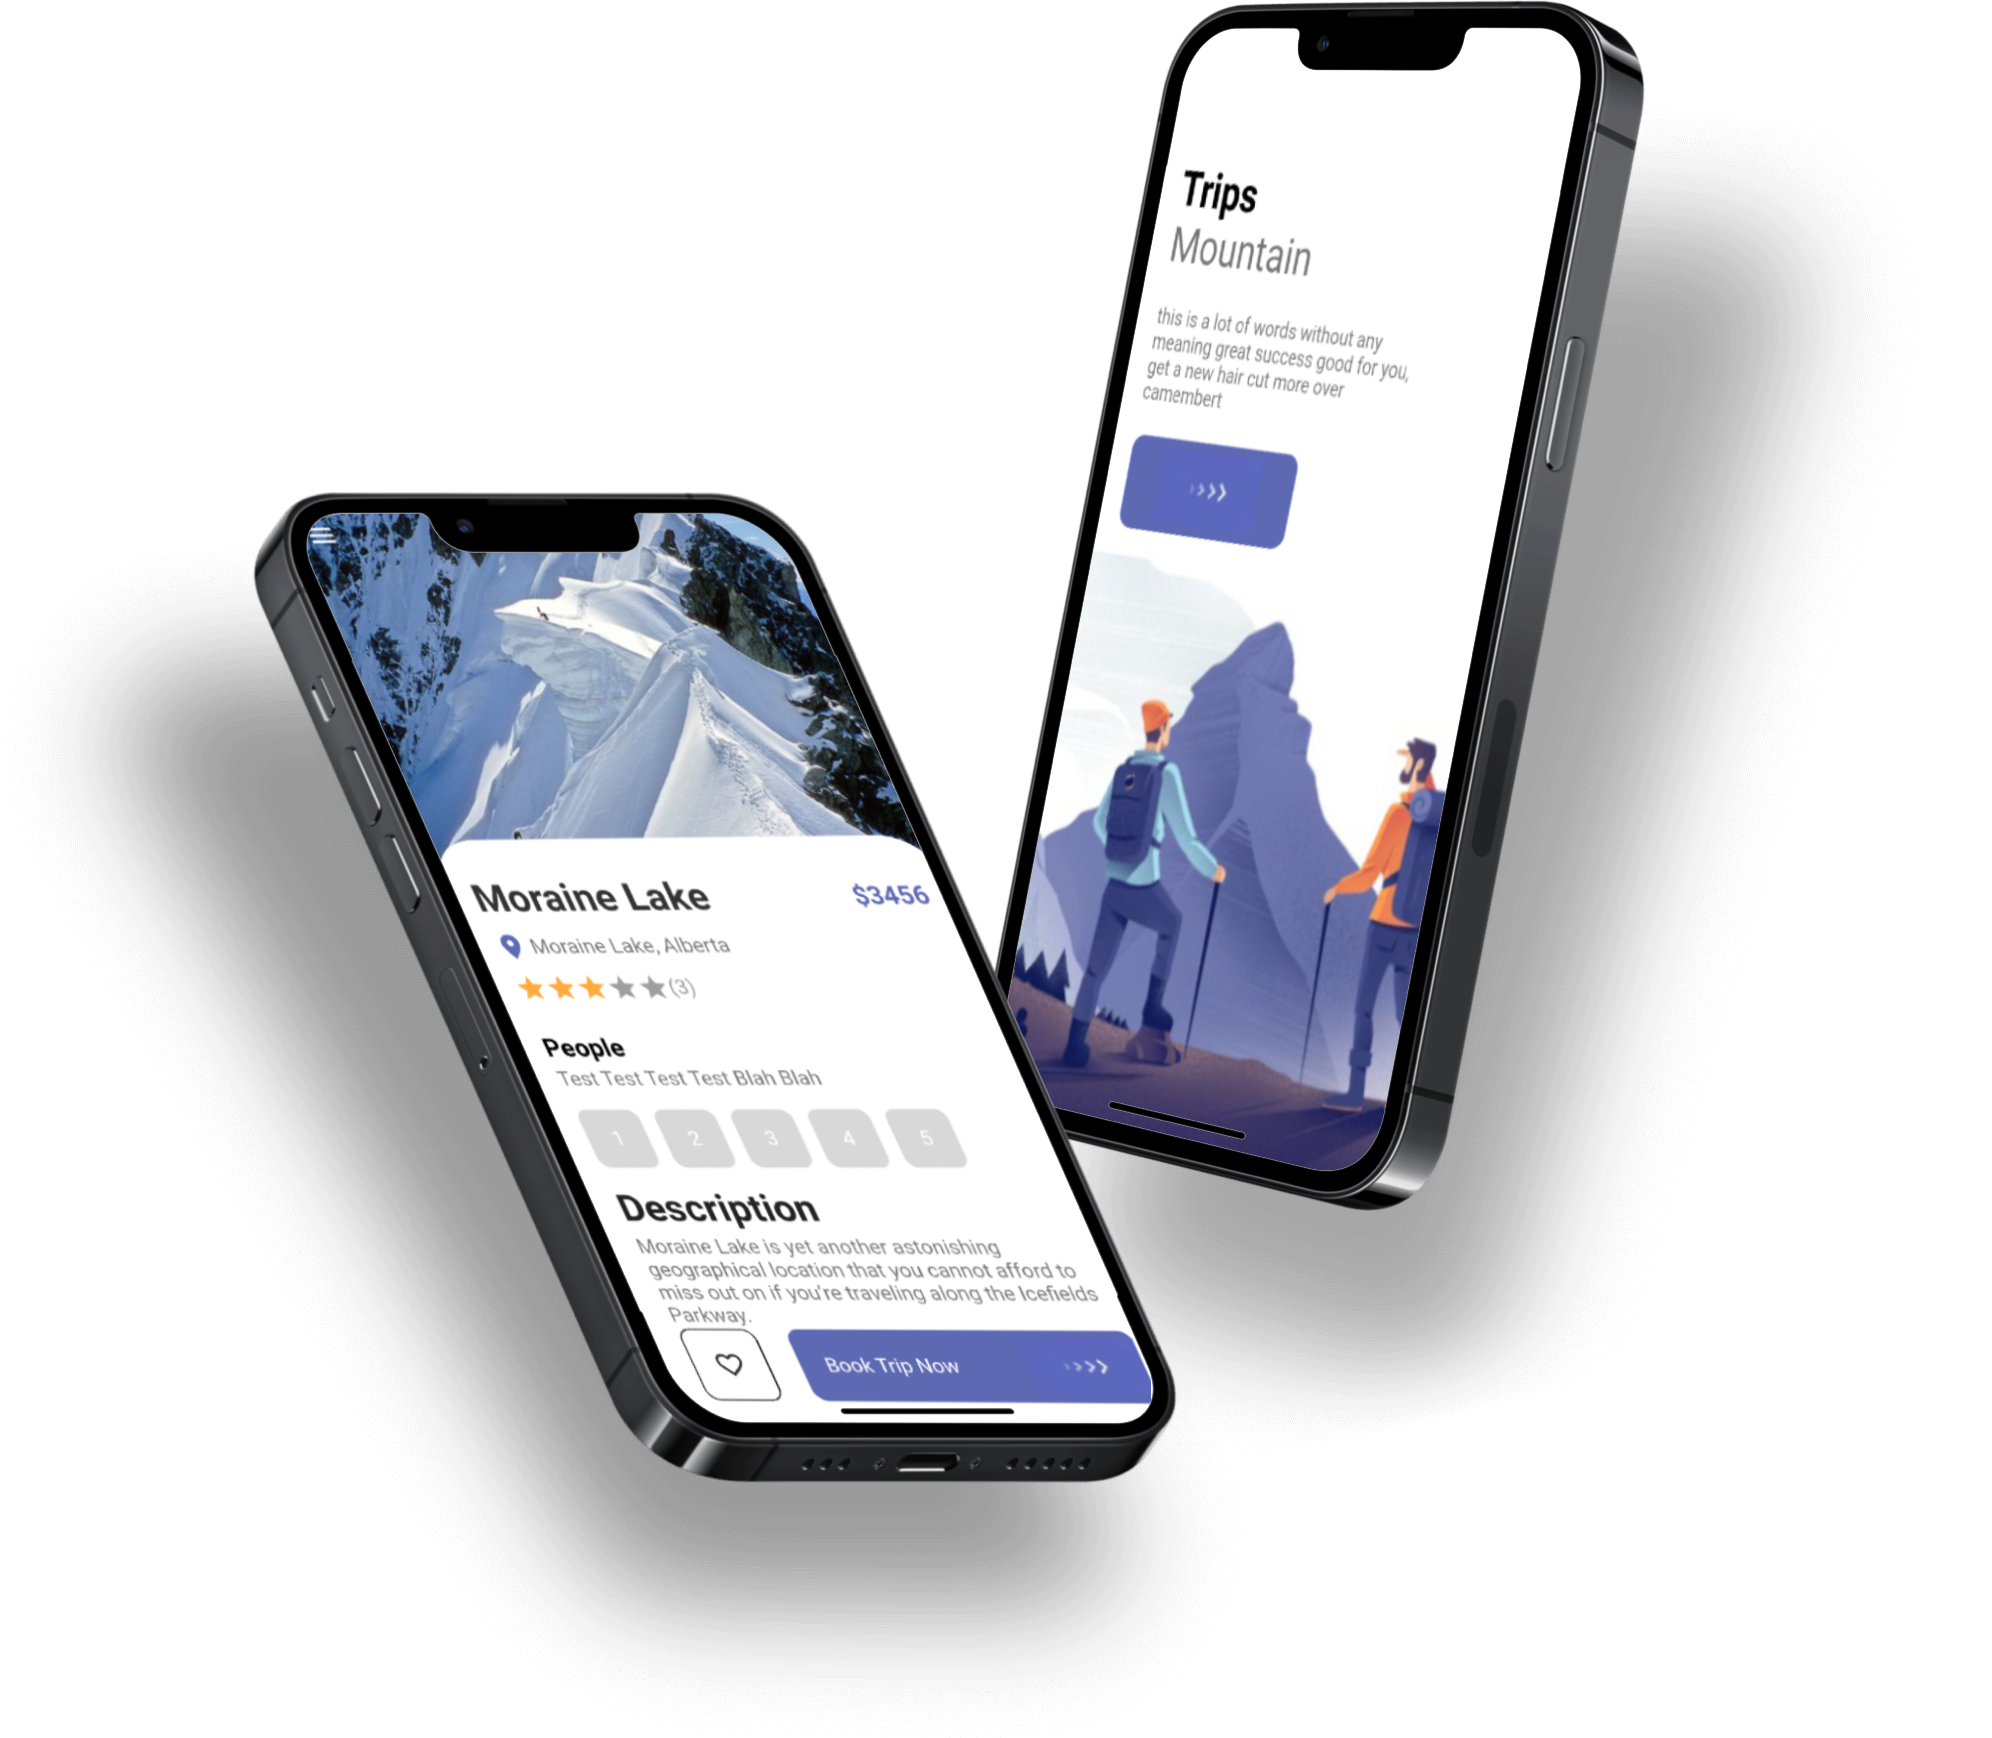 Trips
Mountain
this is a lot of words without any
meaning great success good for you,
get a new hair cut more over
camembert
Moraine Lake
$3456
Moraine Lake, Alberta
(3)
People
Test Test Test Test Blah Blah
1 2 3 4 5
Description
Moraine Lake is yet another astonishing
geographical location that you cannot afford to
miss out on if you're traveling along the Icefields
Parkway.
Book Trip Now